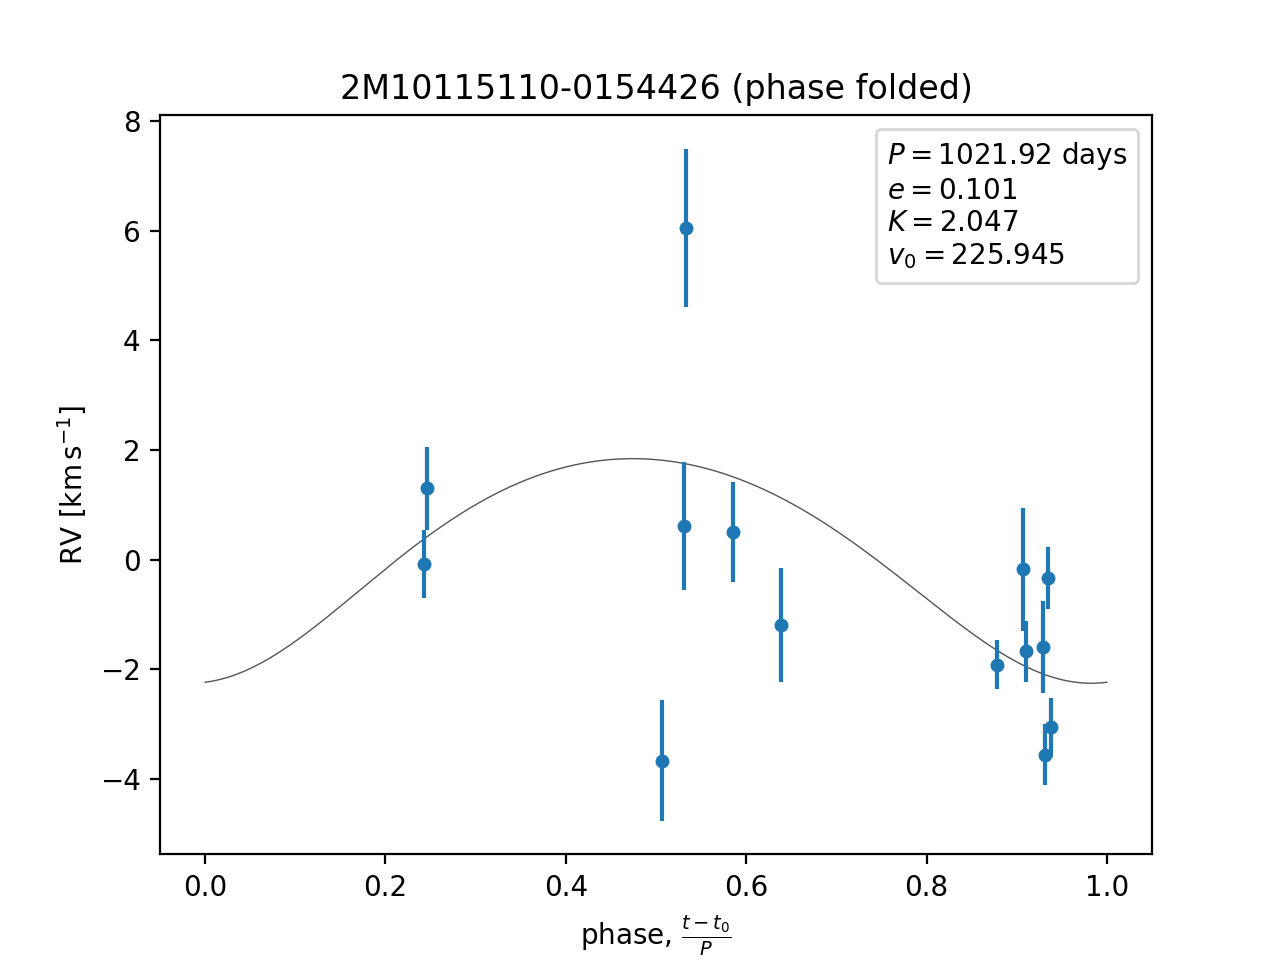 2M10115110-0154426 (phase folded)
P = 1021.92 days
e = 0.101
K = 2.047
v₀ = 225.945
8
6
4
2
0
−2
−4
RV [km s⁻¹]
0.0 0.2 0.4 0.6 0.8 1.0
phase, (t − t₀)/P